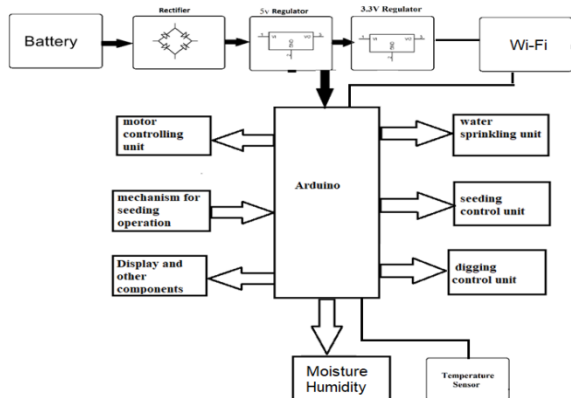 Battery
Rectifier
5v Regulator
3.3V Regulator
Wi-Fi
motor
controlling
unit
water
sprinkling unit
Arduino
mechanism for
seeding
operation
seeding
control unit
Display and
other
components
digging
control unit
Moisture
Humidity
Temperature
Sensor